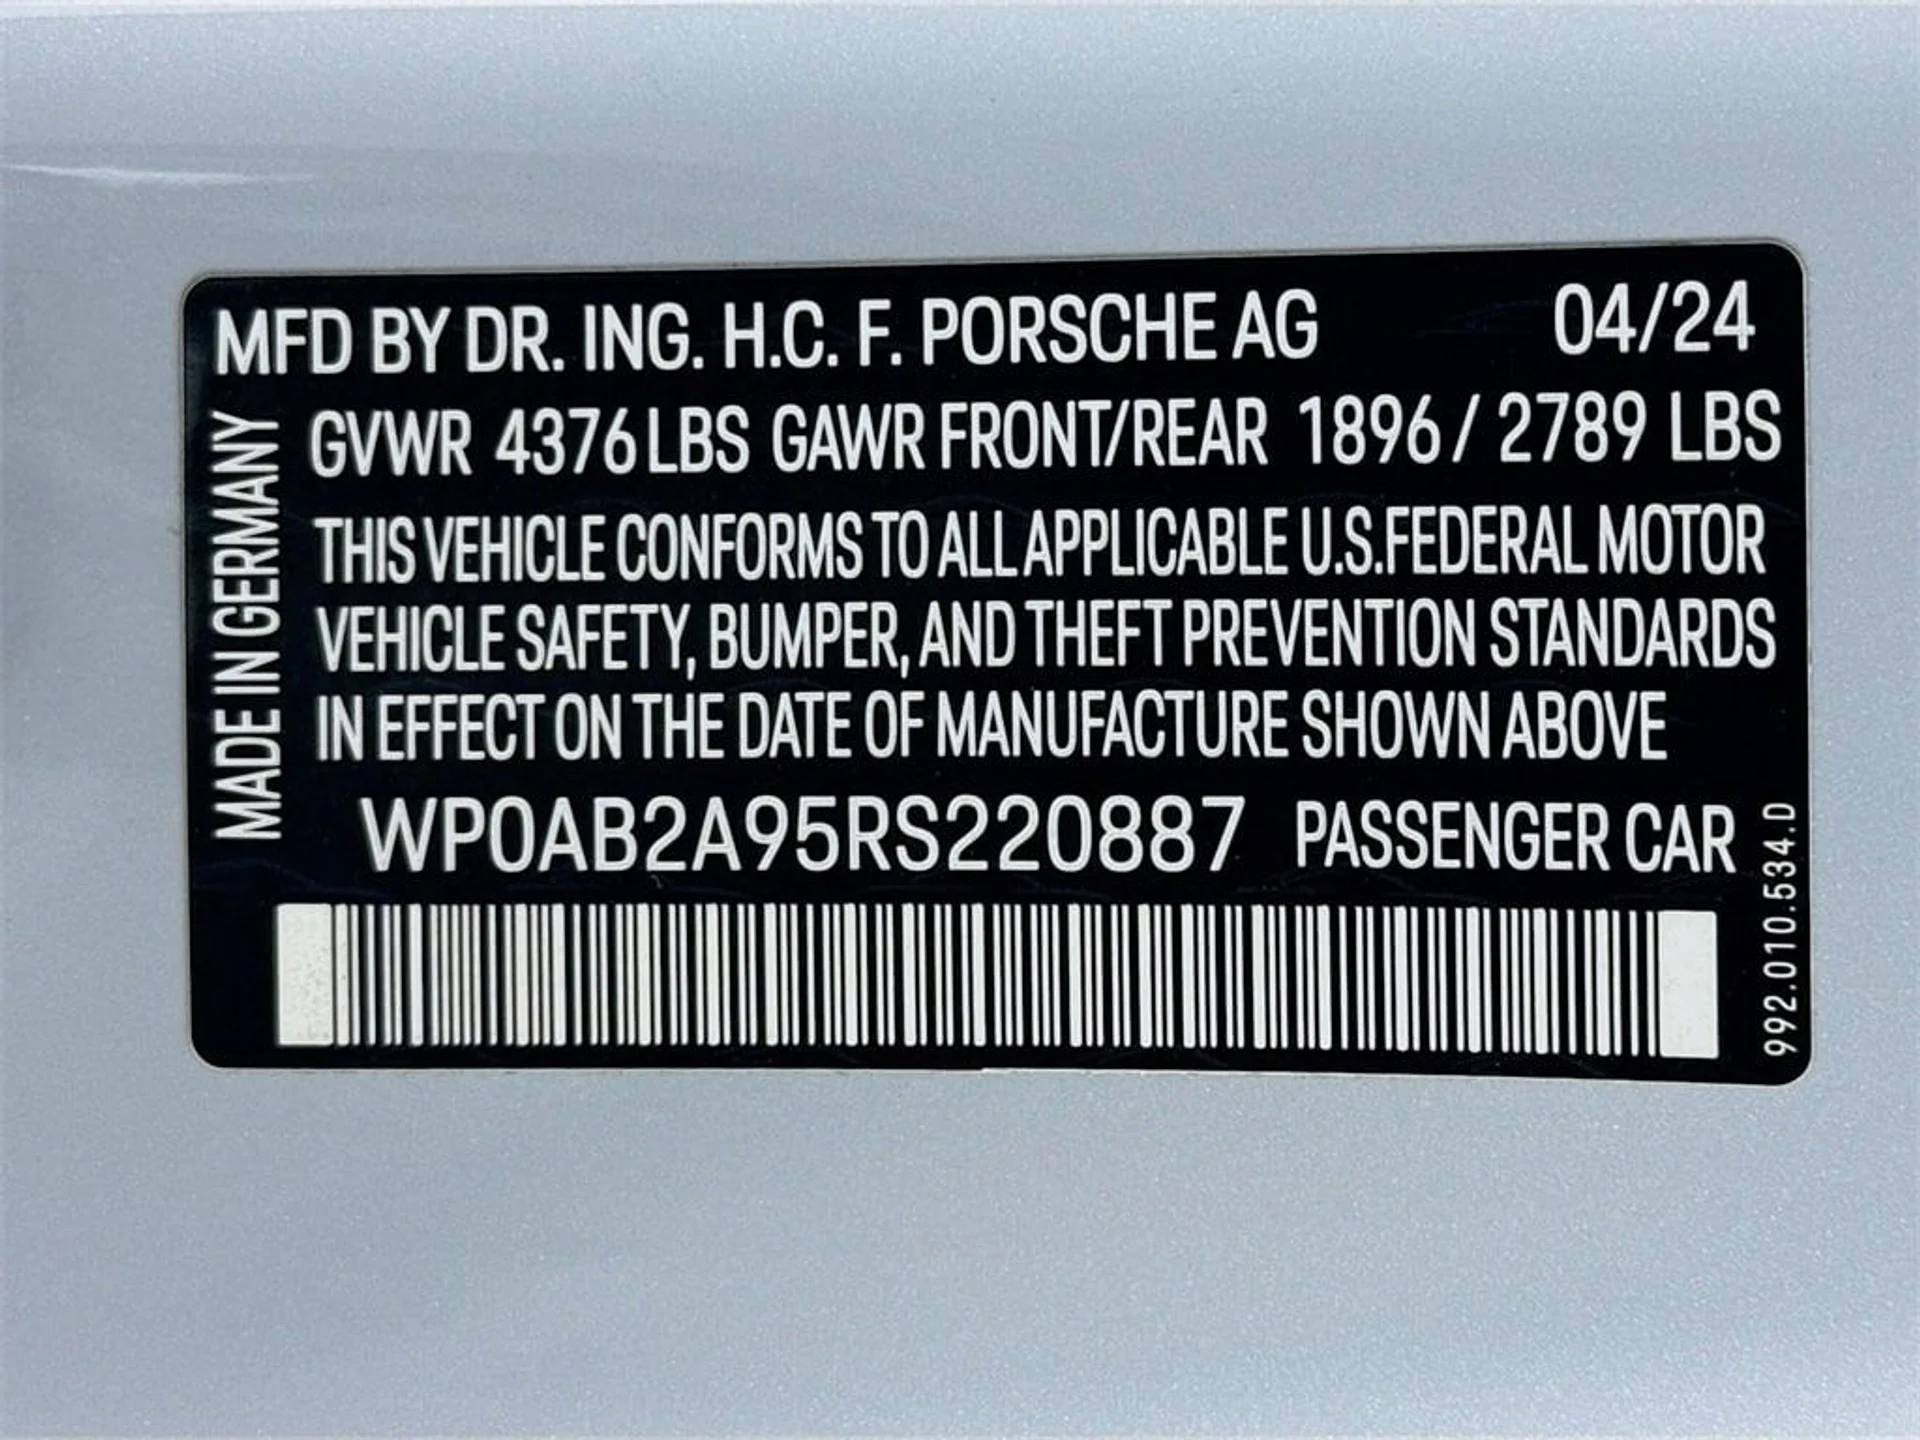 MFD BY DR. ING. H.C. F. PORSCHE AG 04/24
GVWR 4376 LBS GAWR FRONT/REAR 1896 / 2789 LBS
THIS VEHICLE CONFORMS TO ALL APPLICABLE U.S.FEDERAL MOTOR
VEHICLE SAFETY, BUMPER, AND THEFT PREVENTION STANDARDS
IN EFFECT ON THE DATE OF MANUFACTURE SHOWN ABOVE
WP0AB2A95RS220887 PASSENGER CAR
MADE IN GERMANY
992.010.534.D